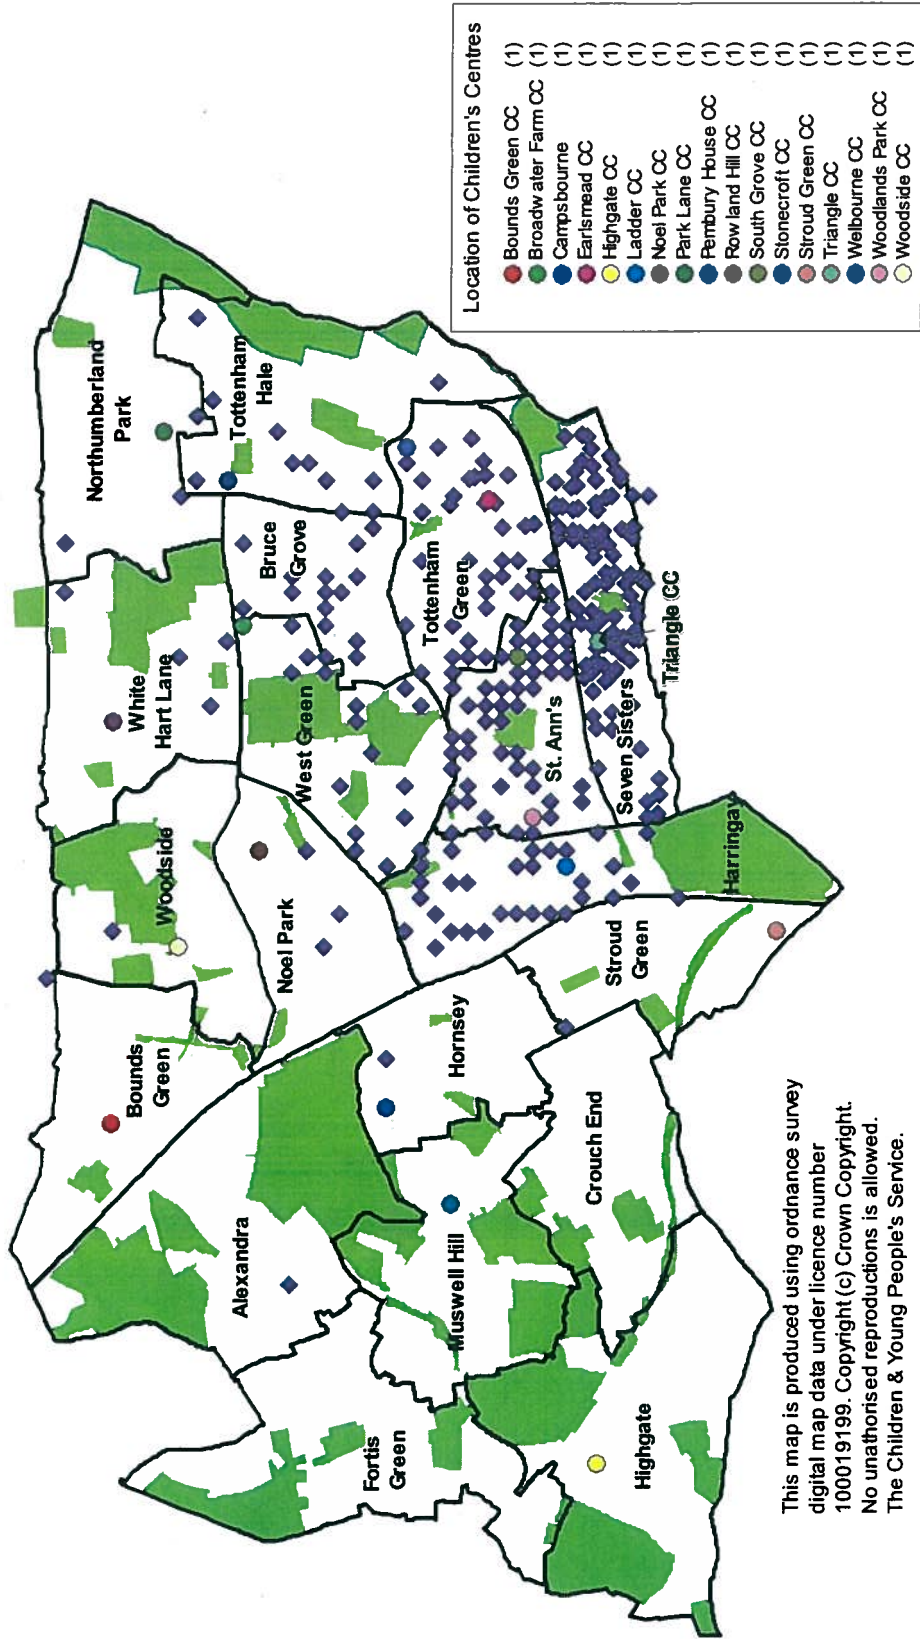 Location of Children's Centres
Bounds Green CC (1)
Broadwater Farm CC (1)
Campsbourne (1)
Earlsmead CC (1)
Highgate CC (1)
Ladder CC (1)
Noel Park CC (1)
Park Lane CC (1)
Pembury House CC (1)
Row land Hill CC (1)
South Grove CC (1)
Stonecroft CC (1)
Stroud Green CC (1)
Triangle CC (1)
Welbourne CC (1)
Woodlands Park CC (1)
Woodside CC (1)
Northumberland
Park
Tottenham
Hale
White
Hart Lane
Bruce
Grove
Woodside
West Green
Tottenham
Green
Bounds
Green
Noel Park
St. Ann's
Seven Sisters
Triangle CC
Harringay
Alexandra
Hornsey
Stroud
Green
Muswell Hill
Crouch End
Fortis
Green
Highgate
This map is produced using ordnance survey
digital map data under licence number
100019199. Copyright (c) Crown Copyright.
No unathorised reproductions is allowed.
The Children & Young People's Service.